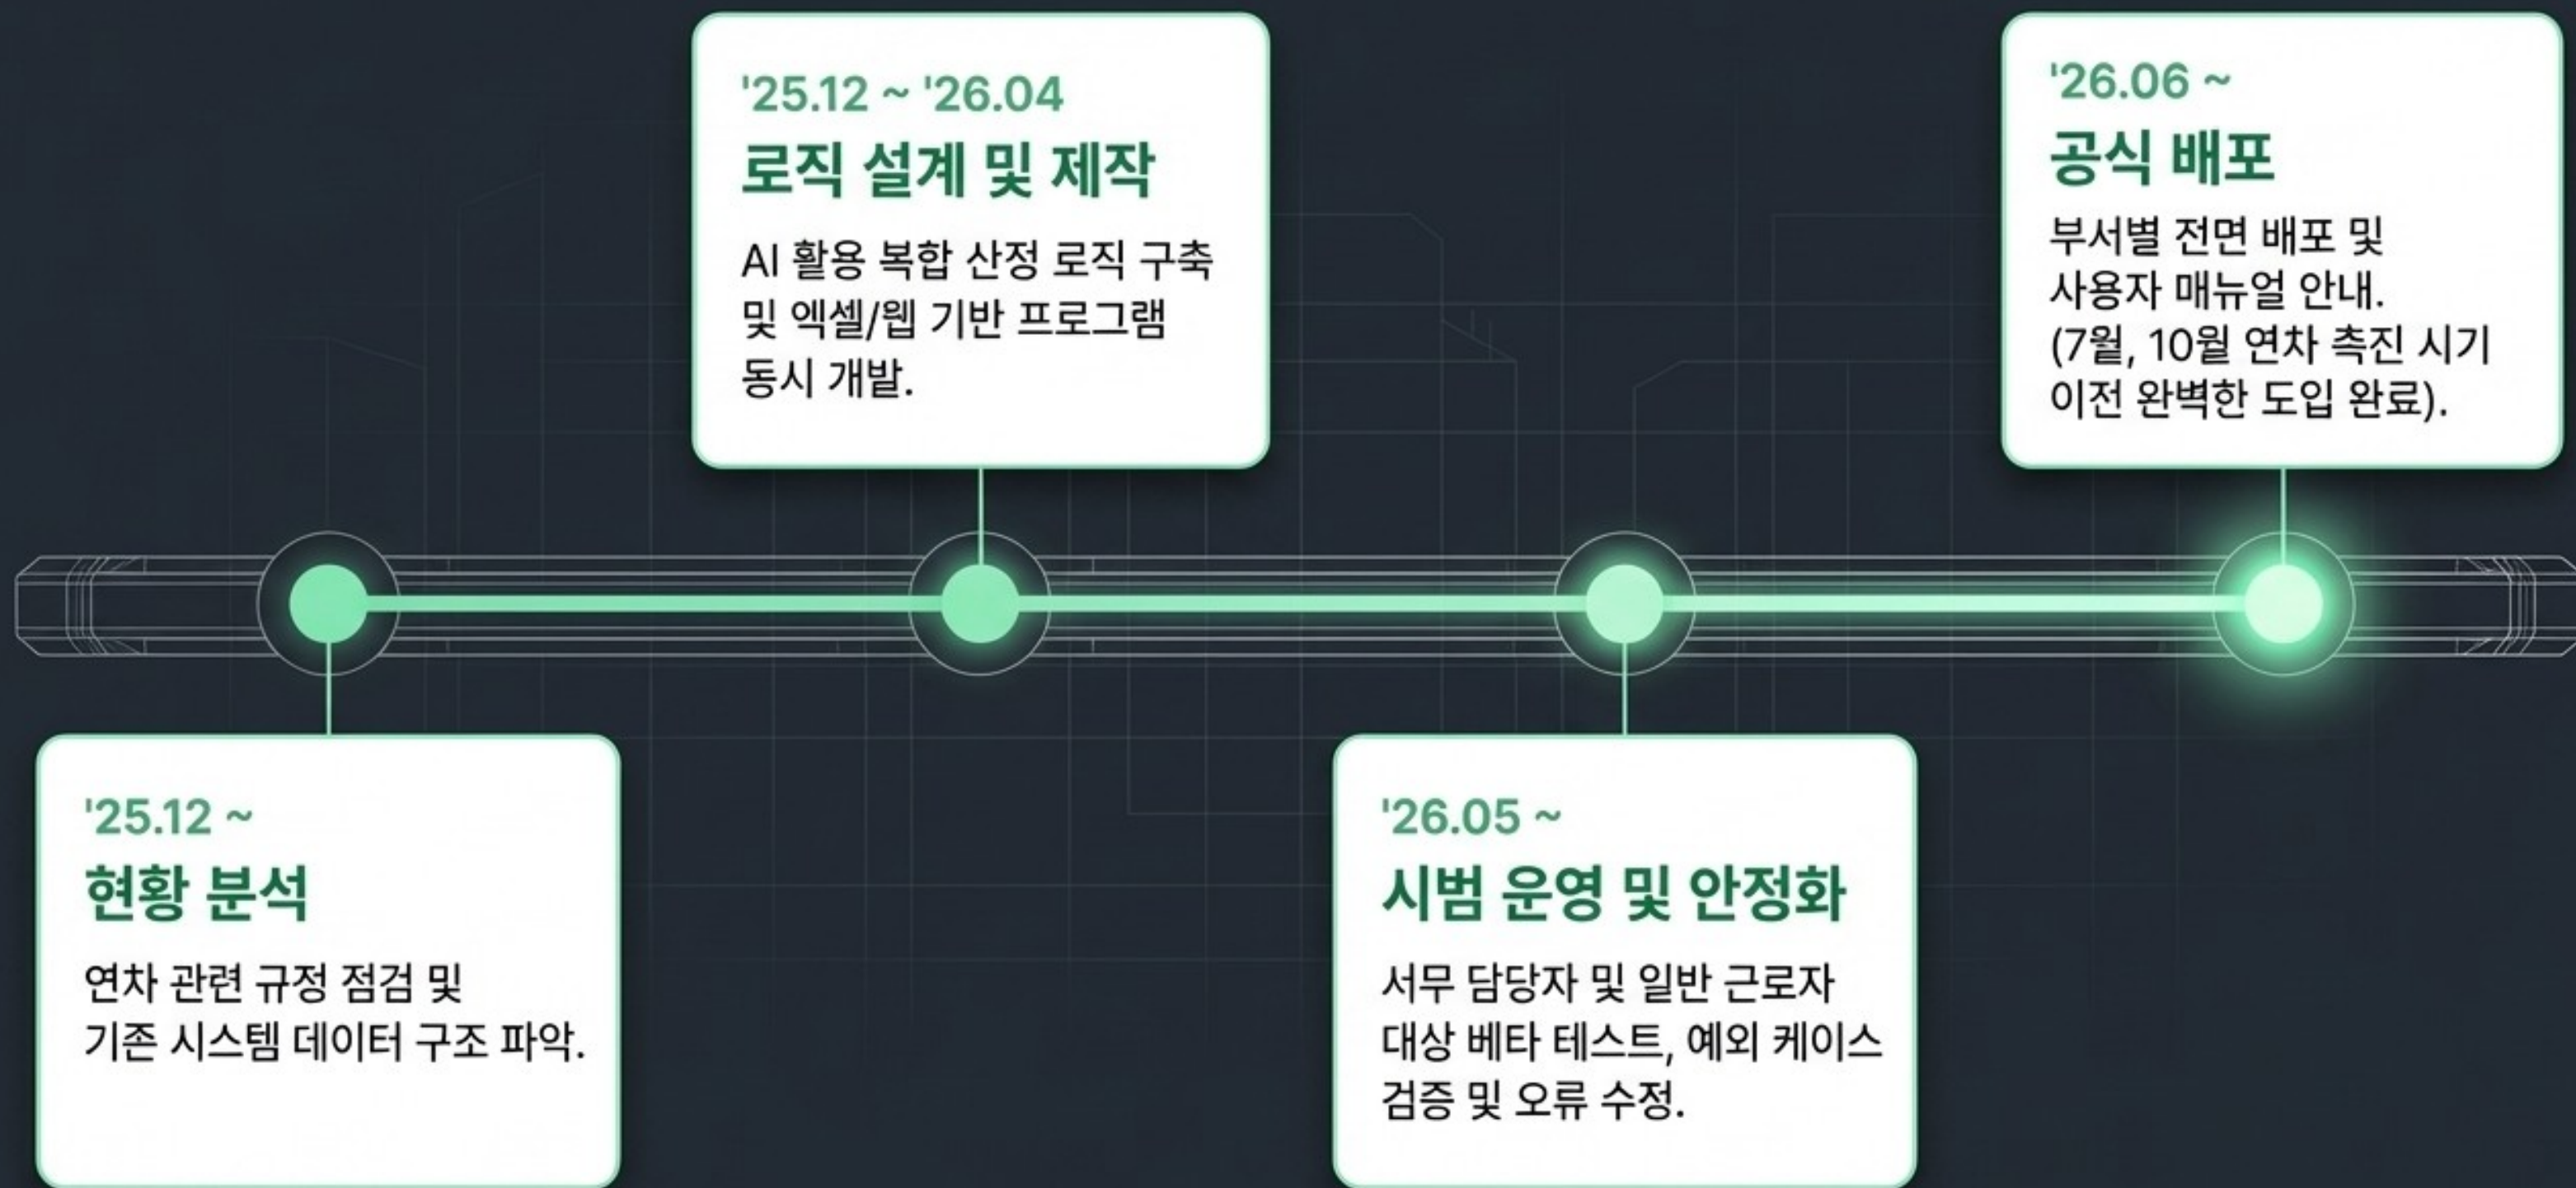 '25.12 ~
현황 분석
연차 관련 규정 점검 및
기존 시스템 데이터 구조 파악.
'25.12 ~ '26.04
로직 설계 및 제작
AI 활용 복합 산정 로직 구축
및 엑셀/웹 기반 프로그램
동시 개발.
'26.05 ~
시범 운영 및 안정화
서무 담당자 및 일반 근로자
대상 베타 테스트, 예외 케이스
검증 및 오류 수정.
'26.06 ~
공식 배포
부서별 전면 배포 및
사용자 매뉴얼 안내.
(7월, 10월 연차 촉진 시기
이전 완벽한 도입 완료).